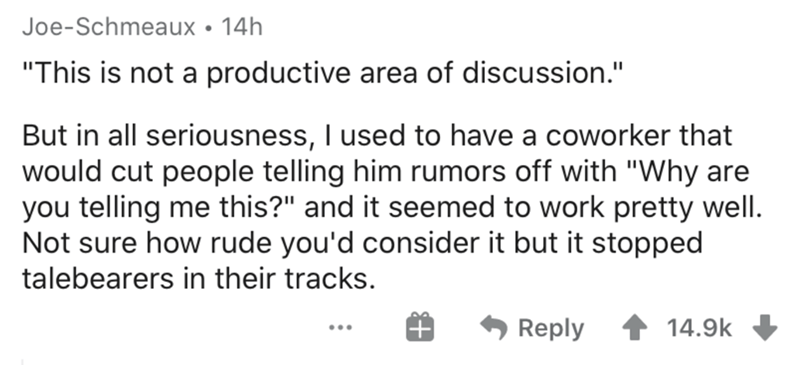 Joe-Schmeaux • 14h
"This is not a productive area of discussion."
But in all seriousness, I used to have a coworker that
would cut people telling him rumors off with "Why are
you telling me this?" and it seemed to work pretty well.
Not sure how rude you'd consider it but it stopped
talebearers in their tracks.
... Reply 14.9k